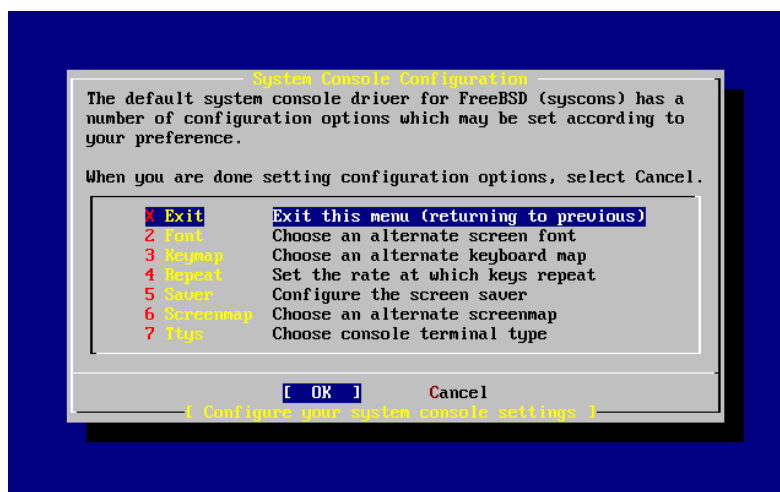 System Console Configuration
The default system console driver for FreeBSD (syscons) has a
number of configuration options which may be set according to
your preference.
When you are done setting configuration options, select Cancel.
X Exit Exit this menu (returning to previous)
2 Font Choose an alternate screen font
3 Keymap Choose an alternate keyboard map
4 Repeat Set the rate at which keys repeat
5 Saver Configure the screen saver
6 Screenmap Choose an alternate screenmap
7 Ttys Choose console terminal type
[ OK ] Cancel
[ Configure your system console settings ]